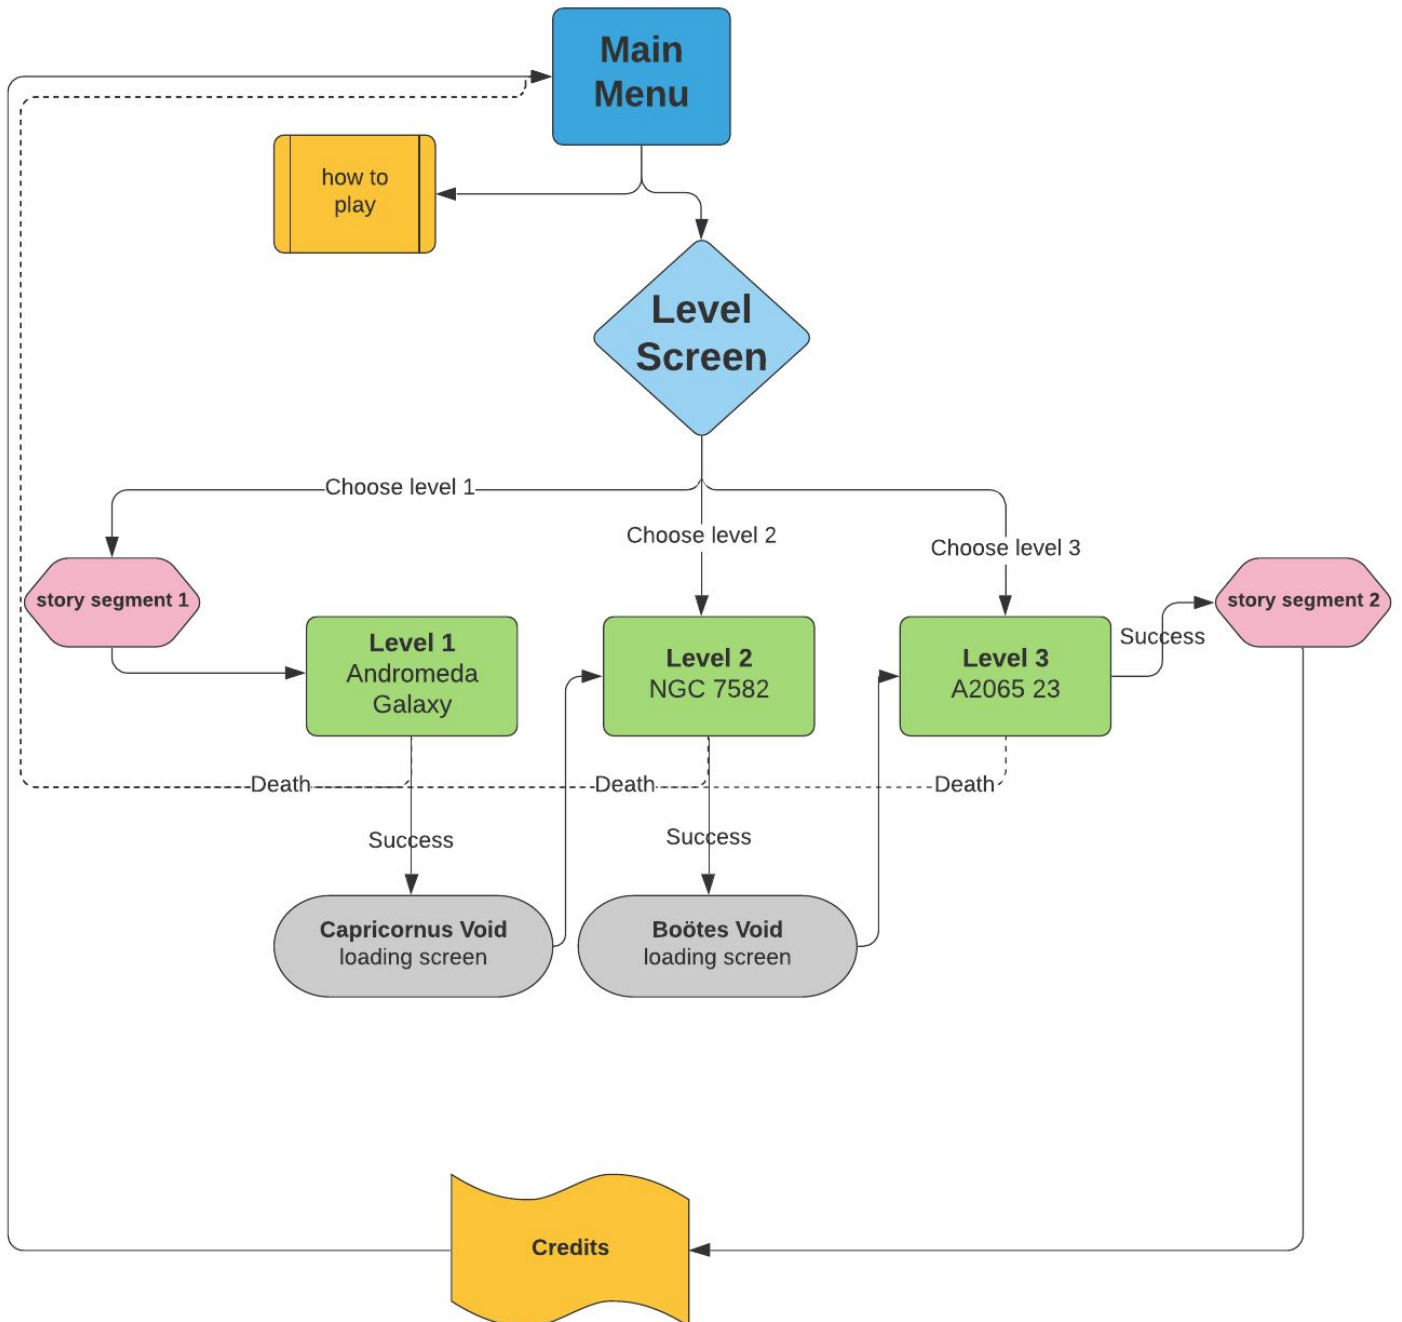 Main
Menu
how to
play
Level
Screen
Choose level 1
Choose level 2
Choose level 3
story segment 1
story segment 2
Level 1
Andromeda
Galaxy
Level 2
NGC 7582
Level 3
A2065 23
Success
Death
Death
Death
Success
Success
Capricornus Void
loading screen
Boötes Void
loading screen
Credits